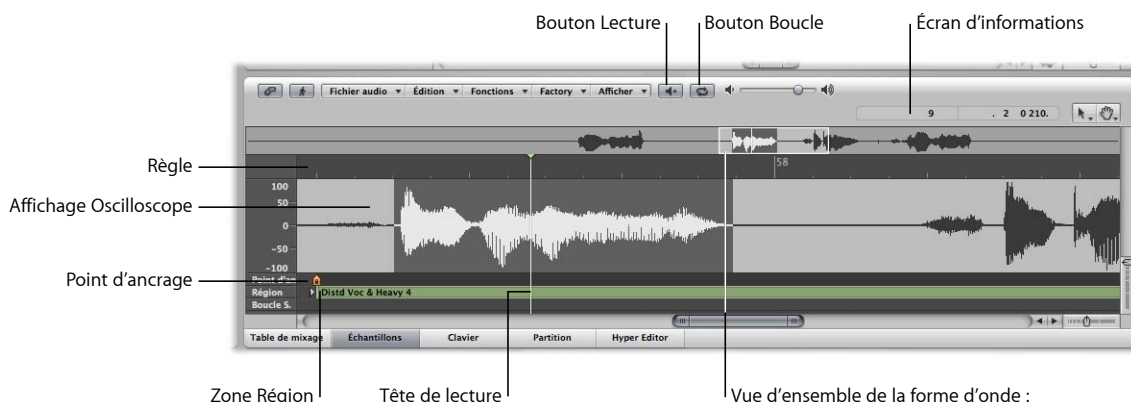 Bouton Lecture Bouton Boucle Écran d'informations
Fichier audio Édition Fonctions Factory Afficher
9 . 2 0 210.
Règle
58
Affichage Oscilloscope
100
50
0
-50
-100
Point d'ancrage
Point d'an
Région Distd Voc & Heavy 4
Boucle S.
Table de mixage Échantillons Clavier Partition Hyper Editor
Zone Région Tête de lecture Vue d'ensemble de la forme d'onde :